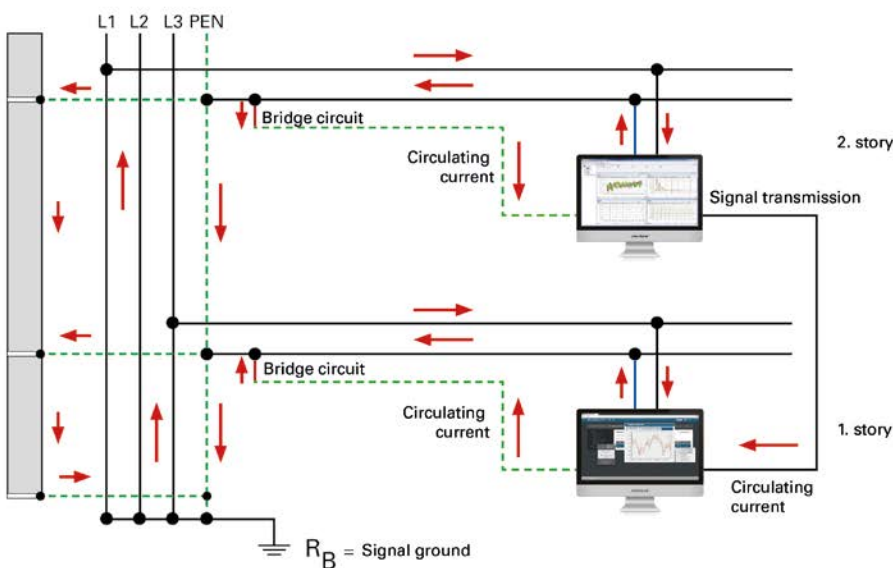 L1 L2 L3 PEN
Bridge circuit
Circulating
current
2. story
Signal transmission
Bridge circuit
Circulating
current
1. story
Circulating
current
R_B = Signal ground